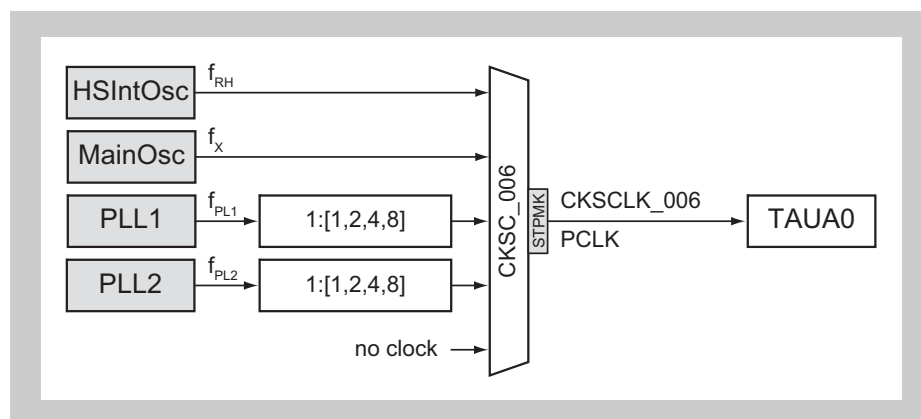 HSIntOsc
fRH
MainOsc
fX
PLL1
fPL1
1:[1,2,4,8]
PLL2
fPL2
1:[1,2,4,8]
no clock
CKSC_006
STPMK
CKSCLK_006
PCLK
TAUA0